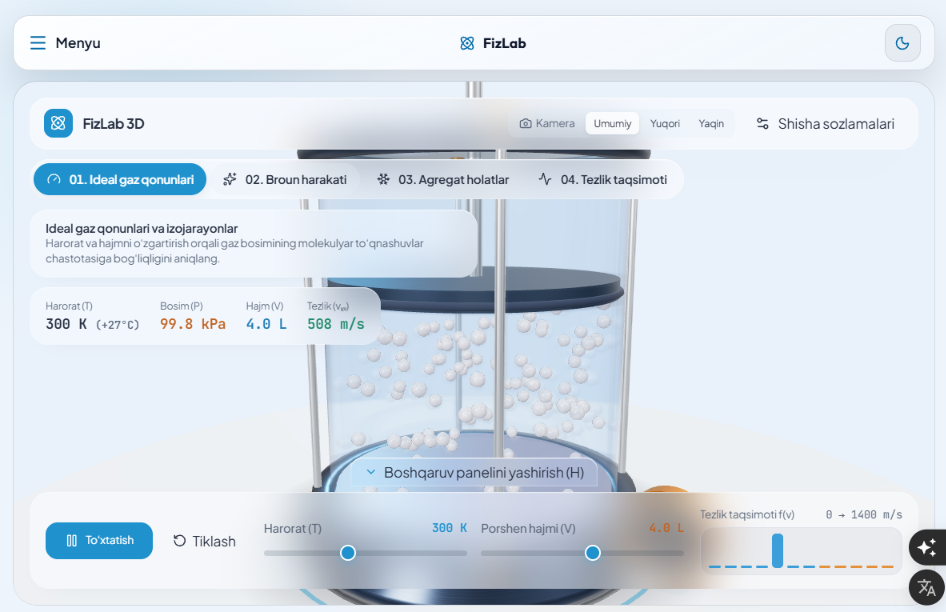 Menyu
FizLab
FizLab 3D
Kamera
Umumiy
Yuqori
Yaqin
Shisha sozlamalari
01. Ideal gaz qonunlari
02. Broun harakati
03. Agregat holatlar
04. Tezlik taqsimoti
Ideal gaz qonunlari va izojarayonlar
Harorat va hajmni o'zgartirish orqali gaz bosimining molekulyar to'qnashuvlar
chastotasiga bog'liqligini aniqlang.
Harorat (T)
300 K (+27°C)
Bosim (P)
99.8 kPa
Hajm (V)
4.0 L
508 m/s
Boshqaruv panelini yashirish (H)
To'xtatish
Tiklash
Harorat (T)
300 K
Porshen hajmi (V)
4.0 L
Tezlik taqsimoti f(v)
0 → 1400 m/s